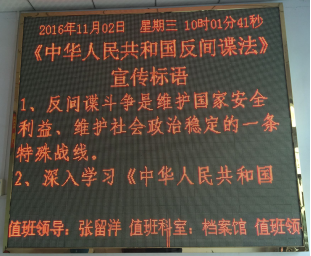 2016年11月02日 星期三 10时01分41秒
《中华人民共和国反间谍法》
宣传标语
1、反间谍斗争是维护国家安全
利益、维护社会政治稳定的一条
特殊战线。
2、深入学习《中华人民共和国
值班领导：张留洋 值班科室：档案馆 值班领